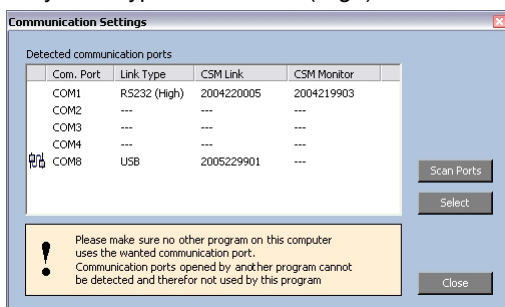 Communication Settings
Detected communication ports
Com. Port Link Type CSM Link CSM Monitor
COM1 RS232 (High) 2004220005 2004219903
COM2 --- --- ---
COM3 --- --- ---
COM4 --- --- ---
COM8 USB 2005229901 ---
Scan Ports
Select
! Please make sure no other program on this computer
uses the wanted communication port.
Communication ports opened by another program cannot
be detected and therefor not used by this program
Close